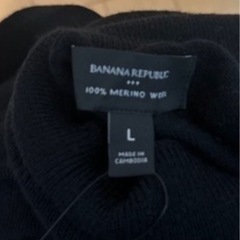 BANANA REPUBLIC
100% MERINO WOOL
L
MADE IN
CAMBODIA